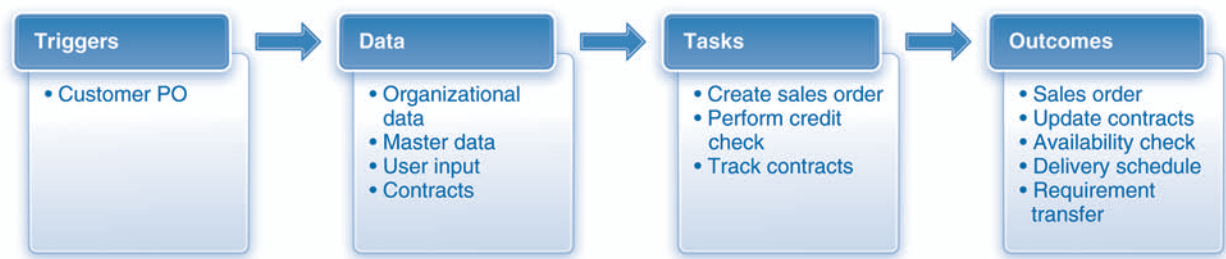 Triggers
• Customer PO
Data
• Organizational
data
• Master data
• User input
• Contracts
Tasks
• Create sales order
• Perform credit
check
• Track contracts
Outcomes
• Sales order
• Update contracts
• Availability check
• Delivery schedule
• Requirement
transfer